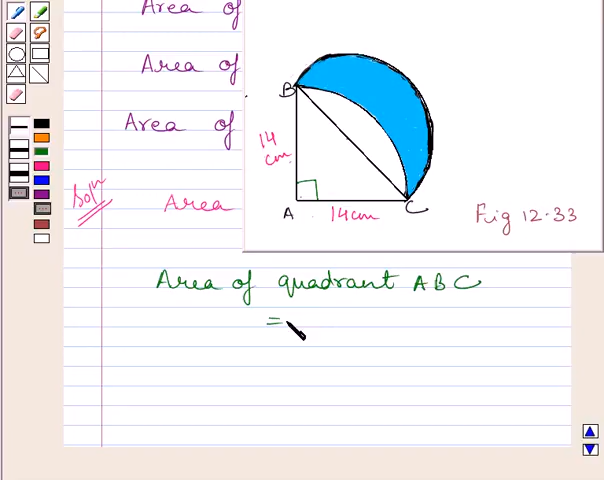 Area of
Area of
Area of
B
14
cm
A
14cm
C
Fig 12.33
Solⁿ
Area
Area of quadrant ABC
=